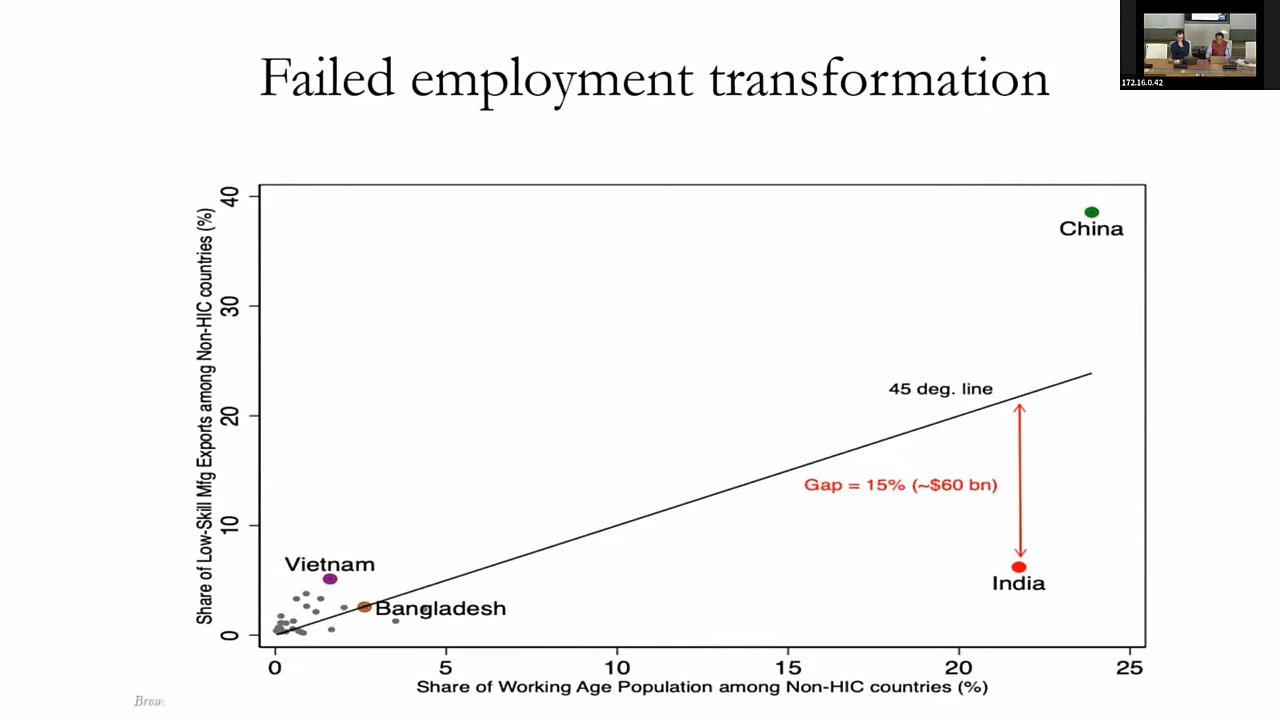 172.16.0.42
Failed employment transformation
Share of Low-Skill Mfg Exports among Non-HIC countries (%)
40
30
20
10
0
China
45 deg. line
Gap = 15% (~$60 bn)
India
Vietnam
Bangladesh
0 5 10 15 20 25
Share of Working Age Population among Non-HIC countries (%)